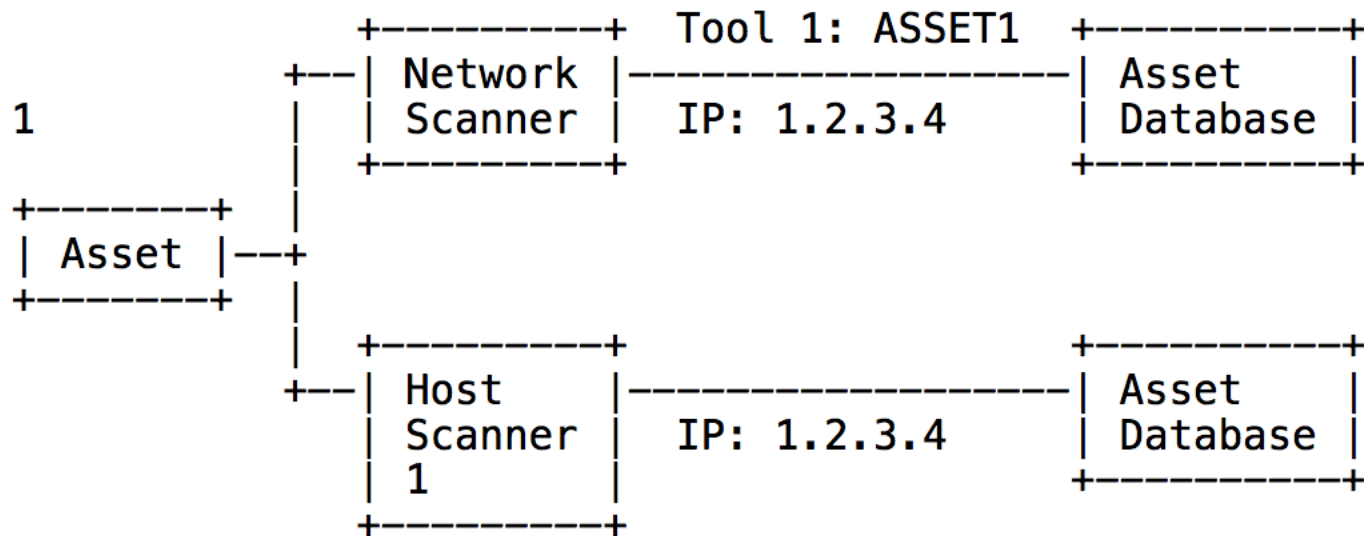 Tool 1: ASSET1
Network Asset
1 Scanner IP: 1.2.3.4 Database
Asset
Host Asset
Scanner IP: 1.2.3.4 Database
1